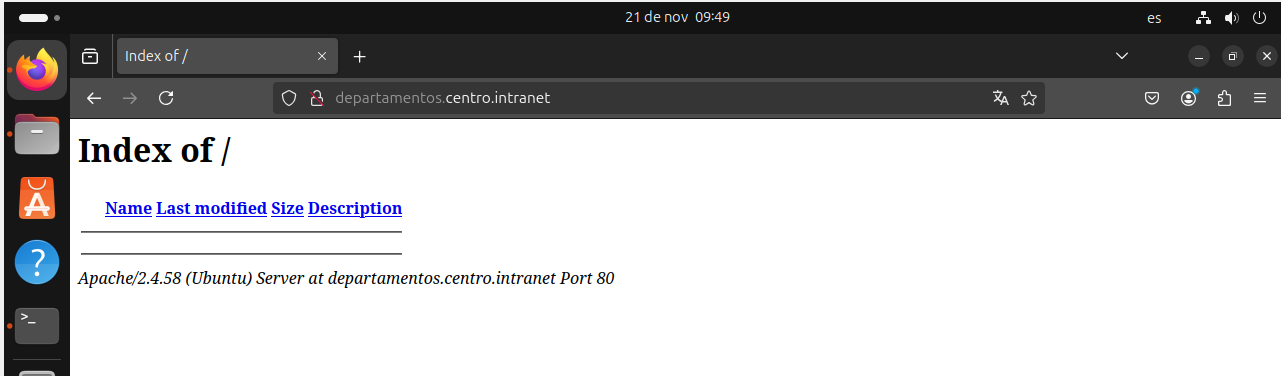 21 de nov 09:49
es
Index of /
departamentos.centro.intranet
Index of /
Name Last modified Size Description
Apache/2.4.58 (Ubuntu) Server at departamentos.centro.intranet Port 80